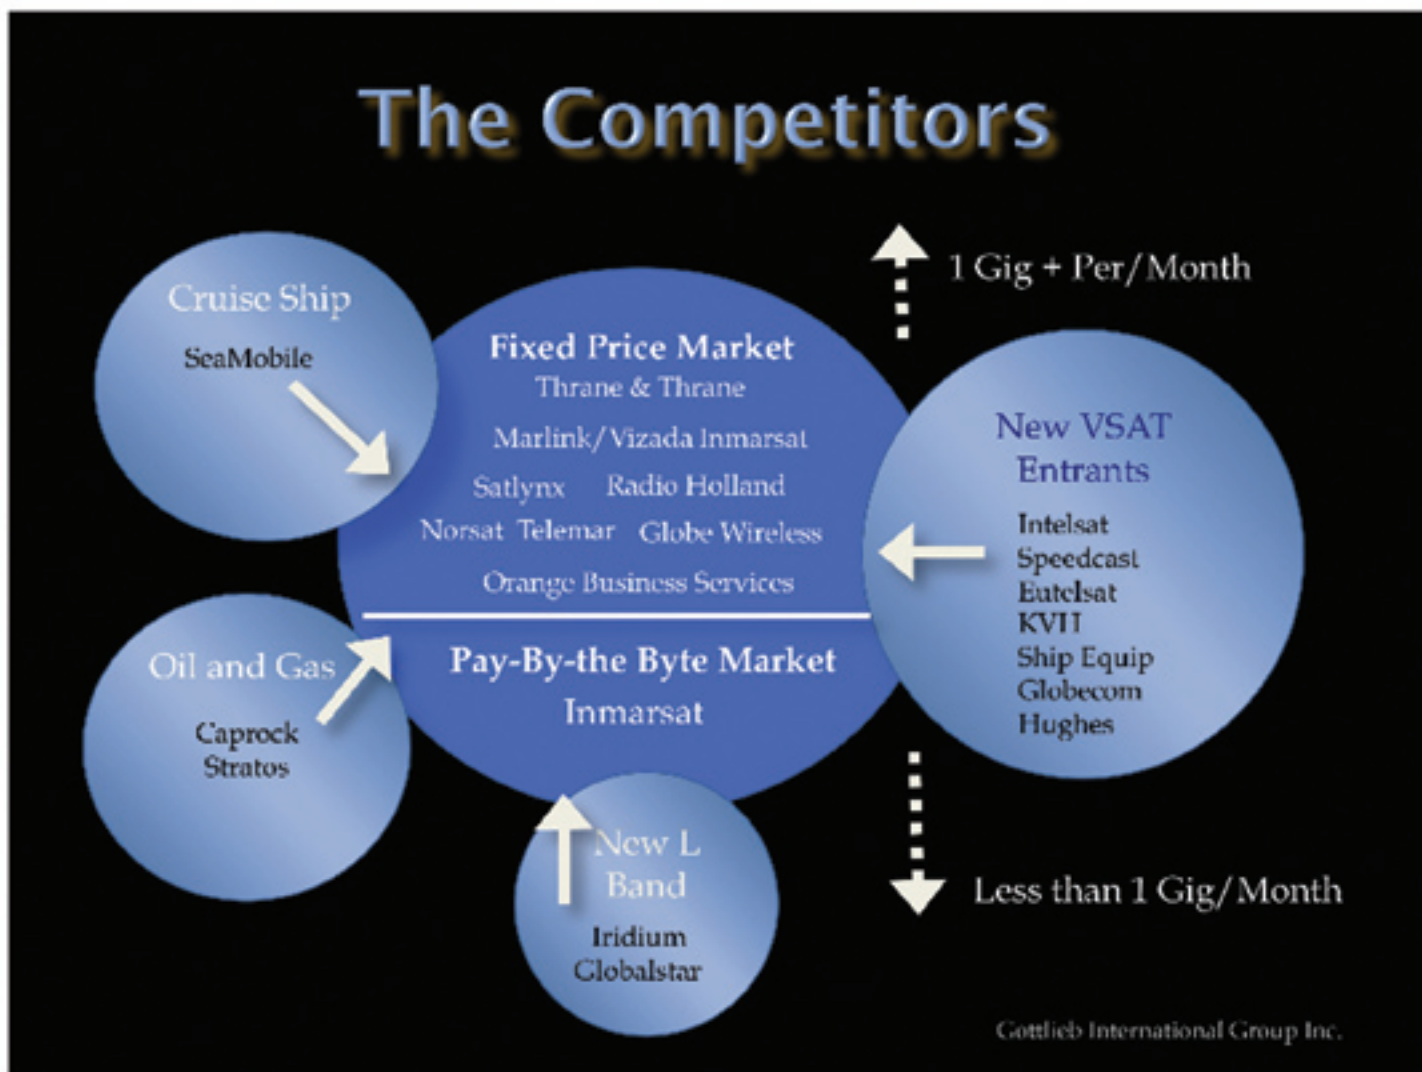 The Competitors
1 Gig + Per/Month
Cruise Ship
SeaMobile
Fixed Price Market
Thrane & Thrane
Marlink/Vizada Inmarsat
Satlynx Radio Holland
Norsat Telemar Globe Wireless
Orange Business Services
Pay-By-the Byte Market
Inmarsat
New VSAT
Entrants
Intelsat
Speedcast
Eutelsat
KVH
Ship Equip
Globecom
Hughes
Oil and Gas
Caprock
Stratos
New L
Band
Iridium
Globalstar
Less than 1 Gig/Month
Gottlieb International Group Inc.